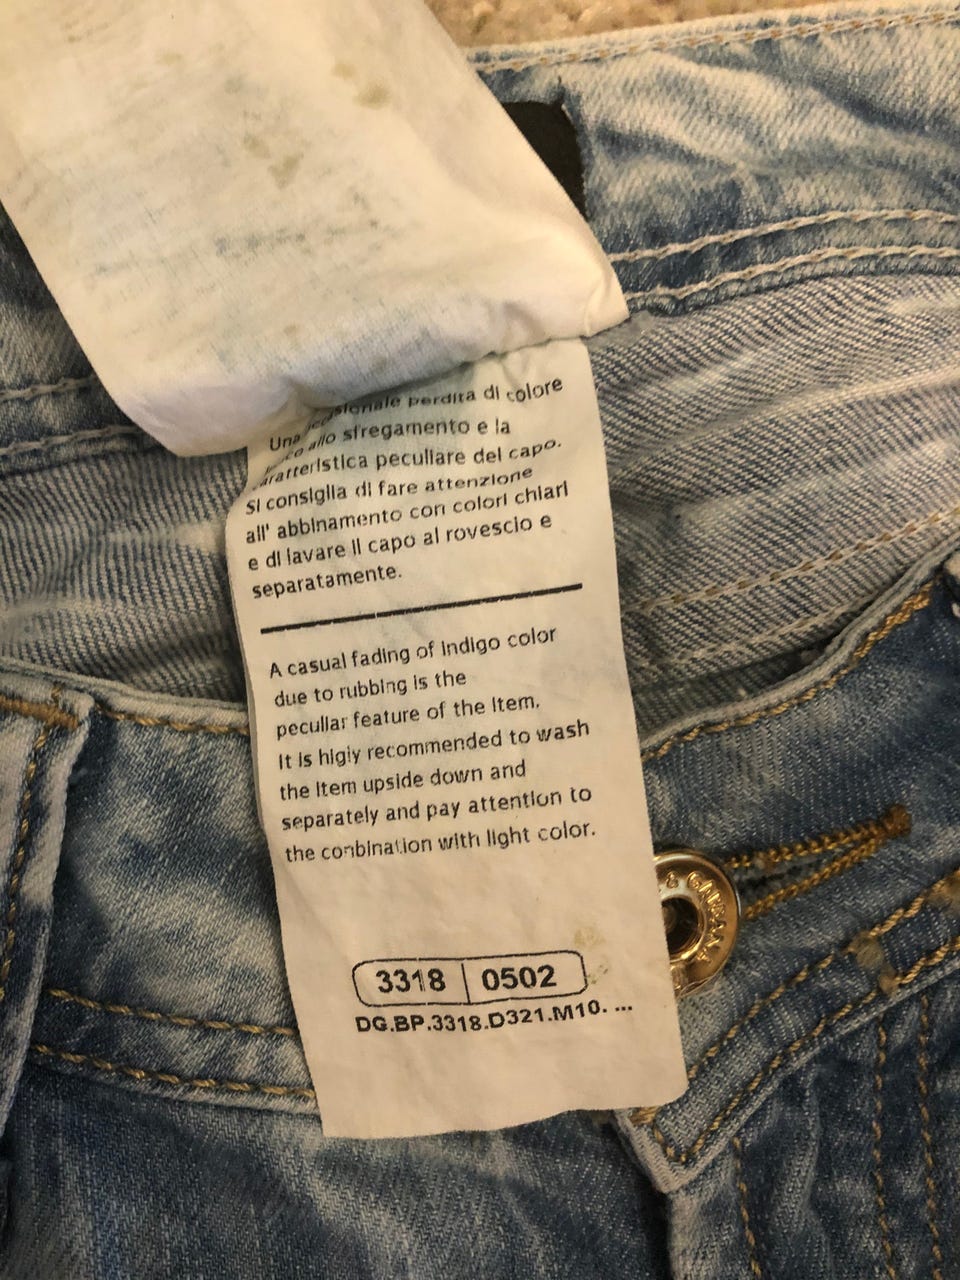 Una perdita di colore
allo sfregamento e la
caratteristica peculiare del capo.
Si consiglia di fare attenzione
all' abbinamento con colori chiari
e di lavare il capo al rovescio e
separatamente.
A casual fading of indigo color
due to rubbing is the
peculiar feature of the item.
It is higly recommended to wash
the item upside down and
separately and pay attention to
the conbination with light color.
3318 0502
DG.BP.3318.D321.M10. ...
& GABBANA